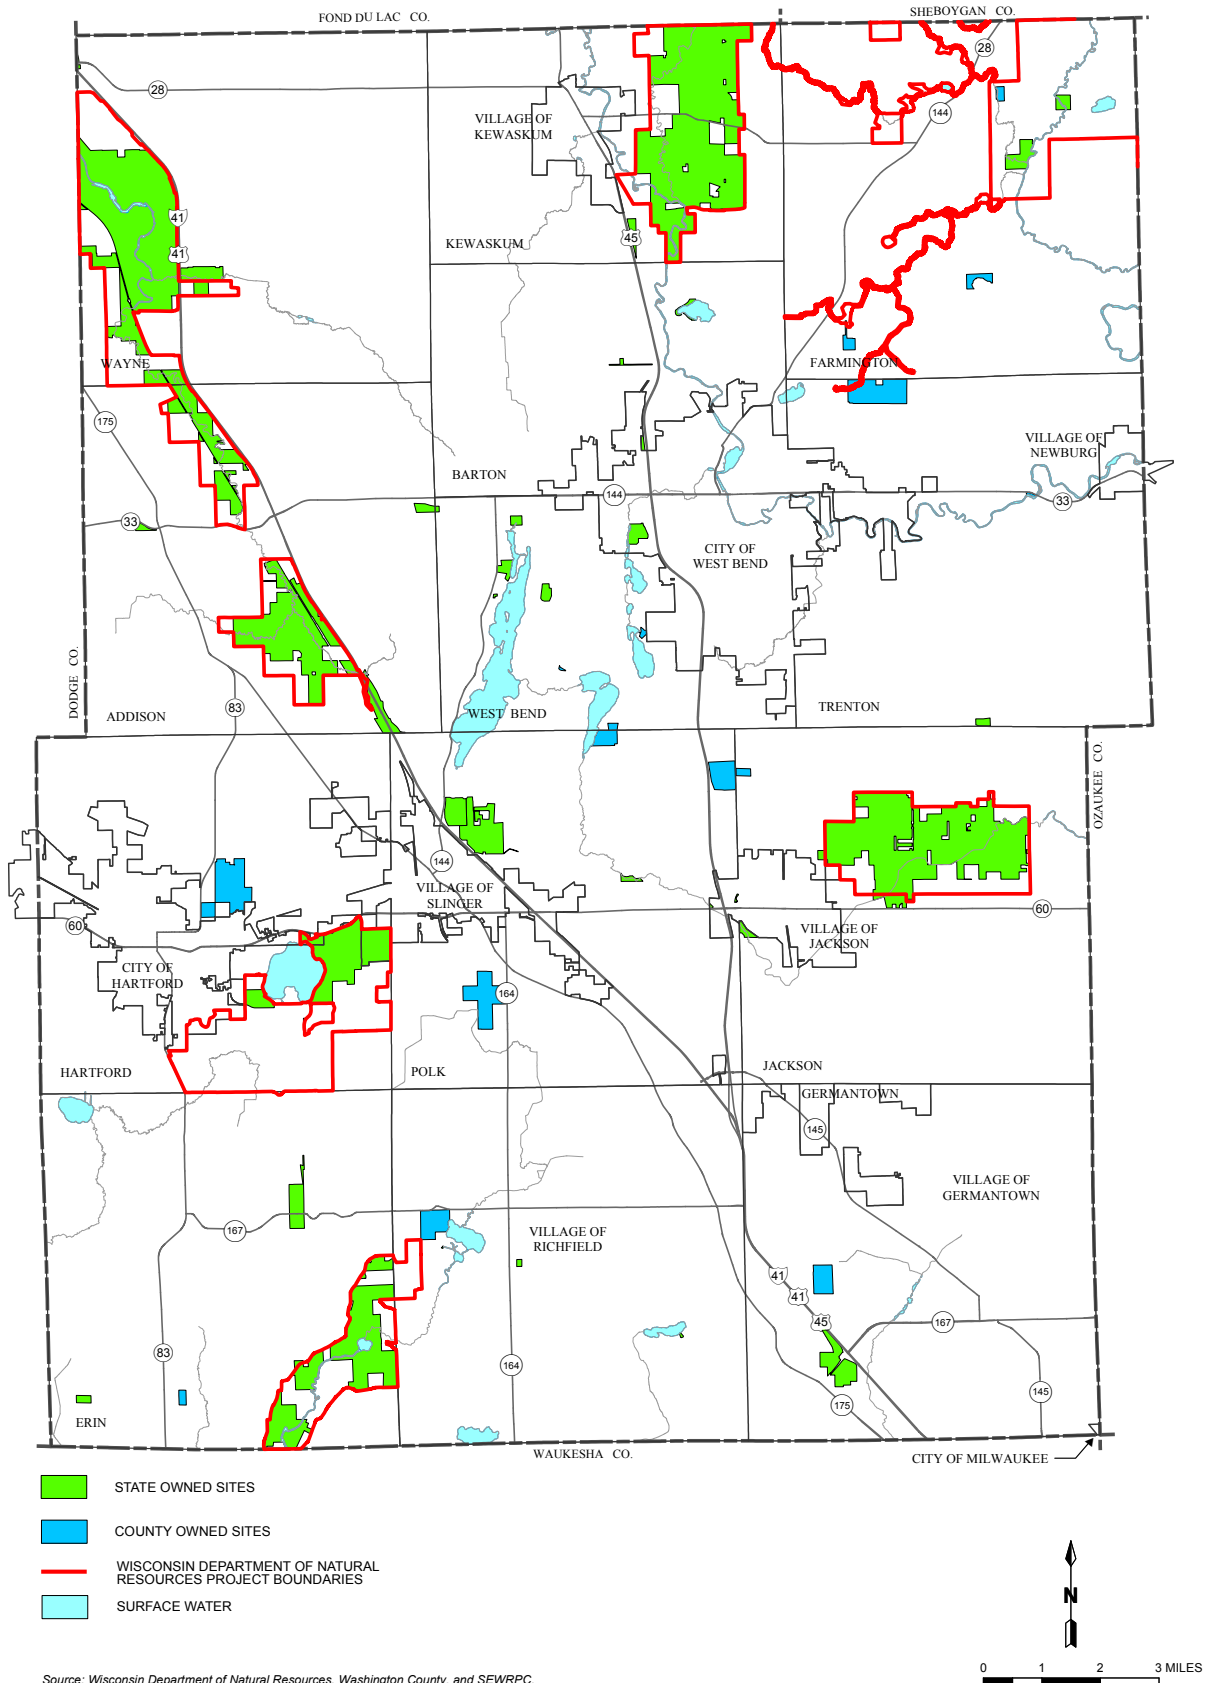 FOND DU LAC CO.
SHEBOYGAN CO.
28
28
144
VILLAGE OF
KEWASKUM
41
41
45
KEWASKUM
WAYNE
FARMINGTON
175
VILLAGE OF
NEWBURG
BARTON
144
33
33
CITY OF
WEST BEND
DODGE CO.
83
ADDISON
WEST BEND
TRENTON
OZAUKEE CO.
144
VILLAGE OF
SLINGER
60
60
VILLAGE OF
JACKSON
CITY OF
HARTFORD
164
HARTFORD
POLK
JACKSON
GERMANTOWN
145
VILLAGE OF
GERMANTOWN
167
VILLAGE OF
RICHFIELD
41
41
45
167
83
164
145
175
ERIN
WAUKESHA CO.
CITY OF MILWAUKEE
STATE OWNED SITES
COUNTY OWNED SITES
WISCONSIN DEPARTMENT OF NATURAL
RESOURCES PROJECT BOUNDARIES
SURFACE WATER
N
0 1 2 3 MILES
Source: Wisconsin Department of Natural Resources, Washington County, and SEWRPC.